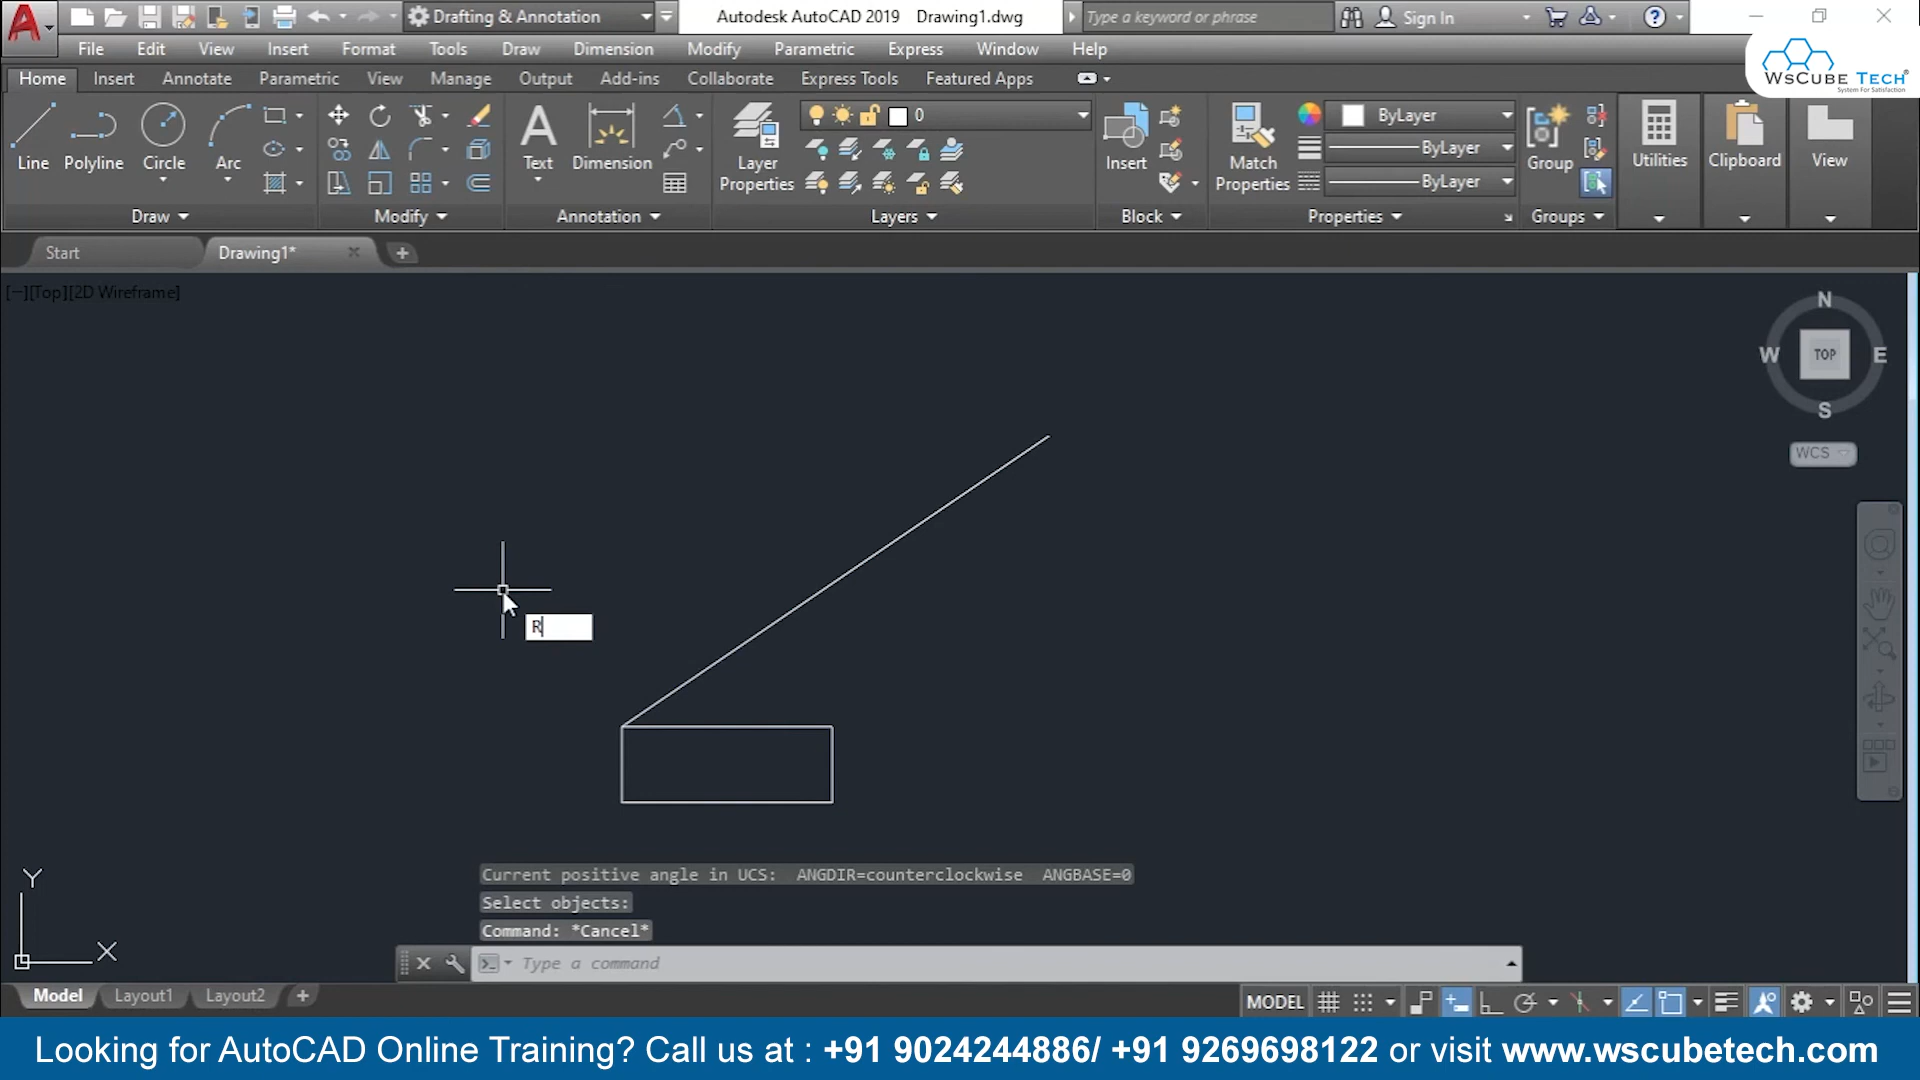 Drafting & Annotation
Autodesk AutoCAD 2019 Drawing1.dwg
Type a keyword or phrase
Sign In
File Edit View Insert Format Tools Draw Dimension Modify Parametric Express Window Help
WsCube Tech
System For Satisfaction
Home Insert Annotate Parametric View Manage Output Add-ins Collaborate Express Tools Featured Apps
0
ByLayer
Line Polyline Circle Arc
Text Dimension
Layer Properties
Insert
Match Properties
ByLayer
ByLayer
Group
Utilities Clipboard View
Draw Modify Annotation Layers Block Properties Groups
Start Drawing1*
[−][Top][2D Wireframe]
N
W TOP E
S
WCS
R
Current positive angle in UCS: ANGDIR=counterclockwise ANGBASE=0
Select objects:
Command: *Cancel*
Y
X
Type a command
Model Layout1 Layout2
MODEL
Looking for AutoCAD Online Training? Call us at : +91 9024244886/ +91 9269698122 or visit www.wscubetech.com